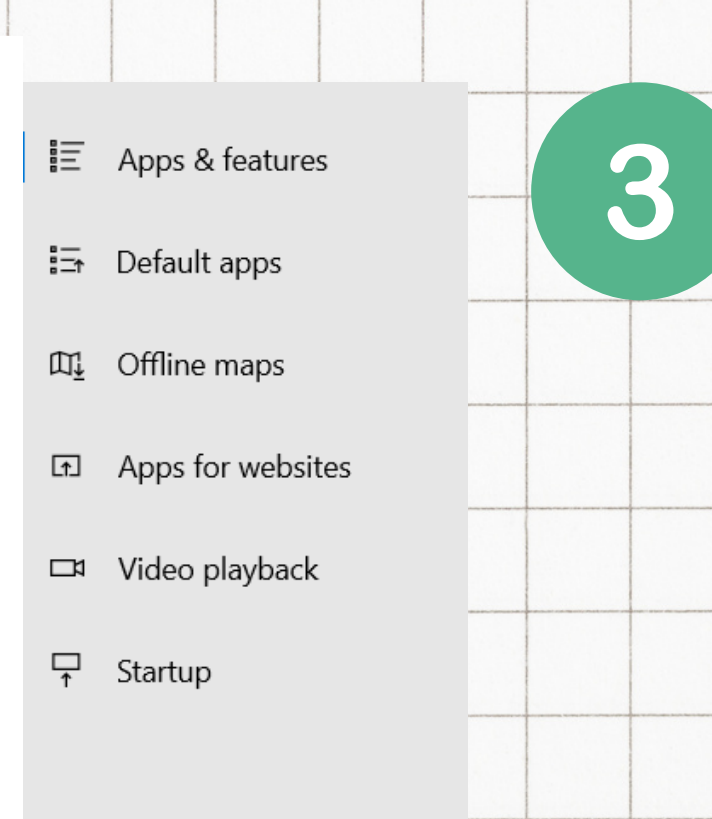 Apps & features
3
Default apps
Offline maps
Apps for websites
Video playback
Startup